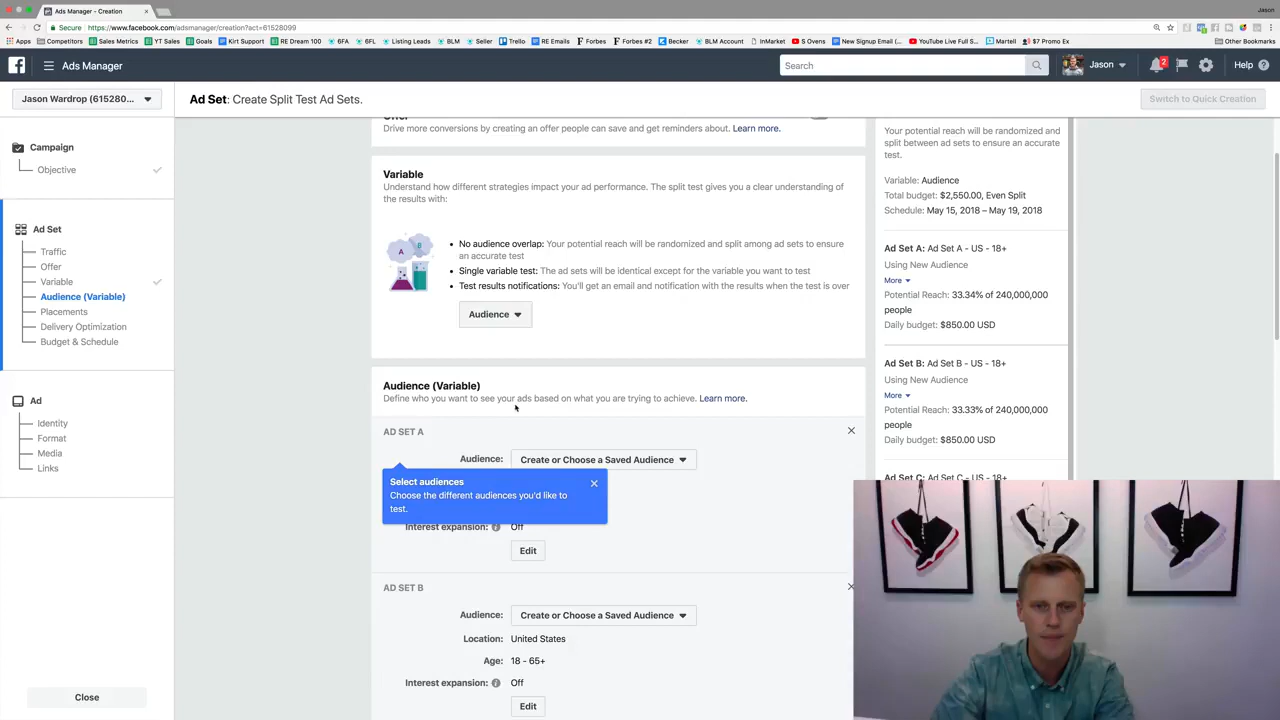 Ads Manager - Creation
Jason
Secure
https://www.facebook.com/adsmanager/creation?act=61528099
Apps
Competitors
Sales Metrics
YT Sales
Goals
Kirt Support
RE Dream 100
6FA
6FL
Listing Leads
BLM
Seller
Trello
RE Emails
Forbes
Forbes #2
Becker
BLM Account
InMarket
S Ovens
New Signup Email (...
YouTube Live Full S...
Martell
$7 Promo Ex
Other Bookmarks
Ads Manager
Search
Jason
2
Help
Jason Wardrop (615280...
Ad Set: Create Split Test Ad Sets.
Switch to Quick Creation
Campaign
Objective
Ad Set
Traffic
Offer
Variable
Audience (Variable)
Placements
Delivery Optimization
Budget & Schedule
Ad
Identity
Format
Media
Links
Close
Offer
Drive more conversions by creating an offer people can save and get reminders about. Learn more.
Variable
Understand how different strategies impact your ad performance. The split test gives you a clear understanding of
the results with:
A
B
No audience overlap: Your potential reach will be randomized and split among ad sets to ensure
an accurate test
Single variable test: The ad sets will be identical except for the variable you want to test
Test results notifications: You'll get an email and notification with the results when the test is over
Audience
Audience (Variable)
Define who you want to see your ads based on what you are trying to achieve. Learn more.
AD SET A
Audience: Create or Choose a Saved Audience
Select audiences
Choose the different audiences you'd like to
test.
Interest expansion: Off
Edit
AD SET B
Audience: Create or Choose a Saved Audience
Location: United States
Age: 18 - 65+
Interest expansion: Off
Edit
Your potential reach will be randomized and
split between ad sets to ensure an accurate
test.
Variable: Audience
Total budget: $2,550.00, Even Split
Schedule: May 15, 2018 – May 19, 2018
Ad Set A: Ad Set A - US - 18+
Using New Audience
More
Potential Reach: 33.34% of 240,000,000
people
Daily budget: $850.00 USD
Ad Set B: Ad Set B - US - 18+
Using New Audience
More
Potential Reach: 33.33% of 240,000,000
people
Daily budget: $850.00 USD
Ad Set C: Ad Set C - US - 18+